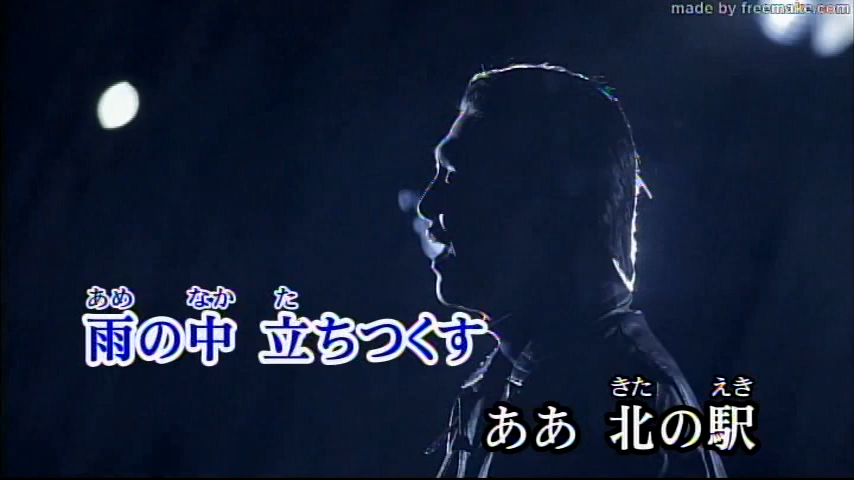 made by freemake.com
あめ なか た
雨の中 立ちつくす
きた えき
ああ 北の駅